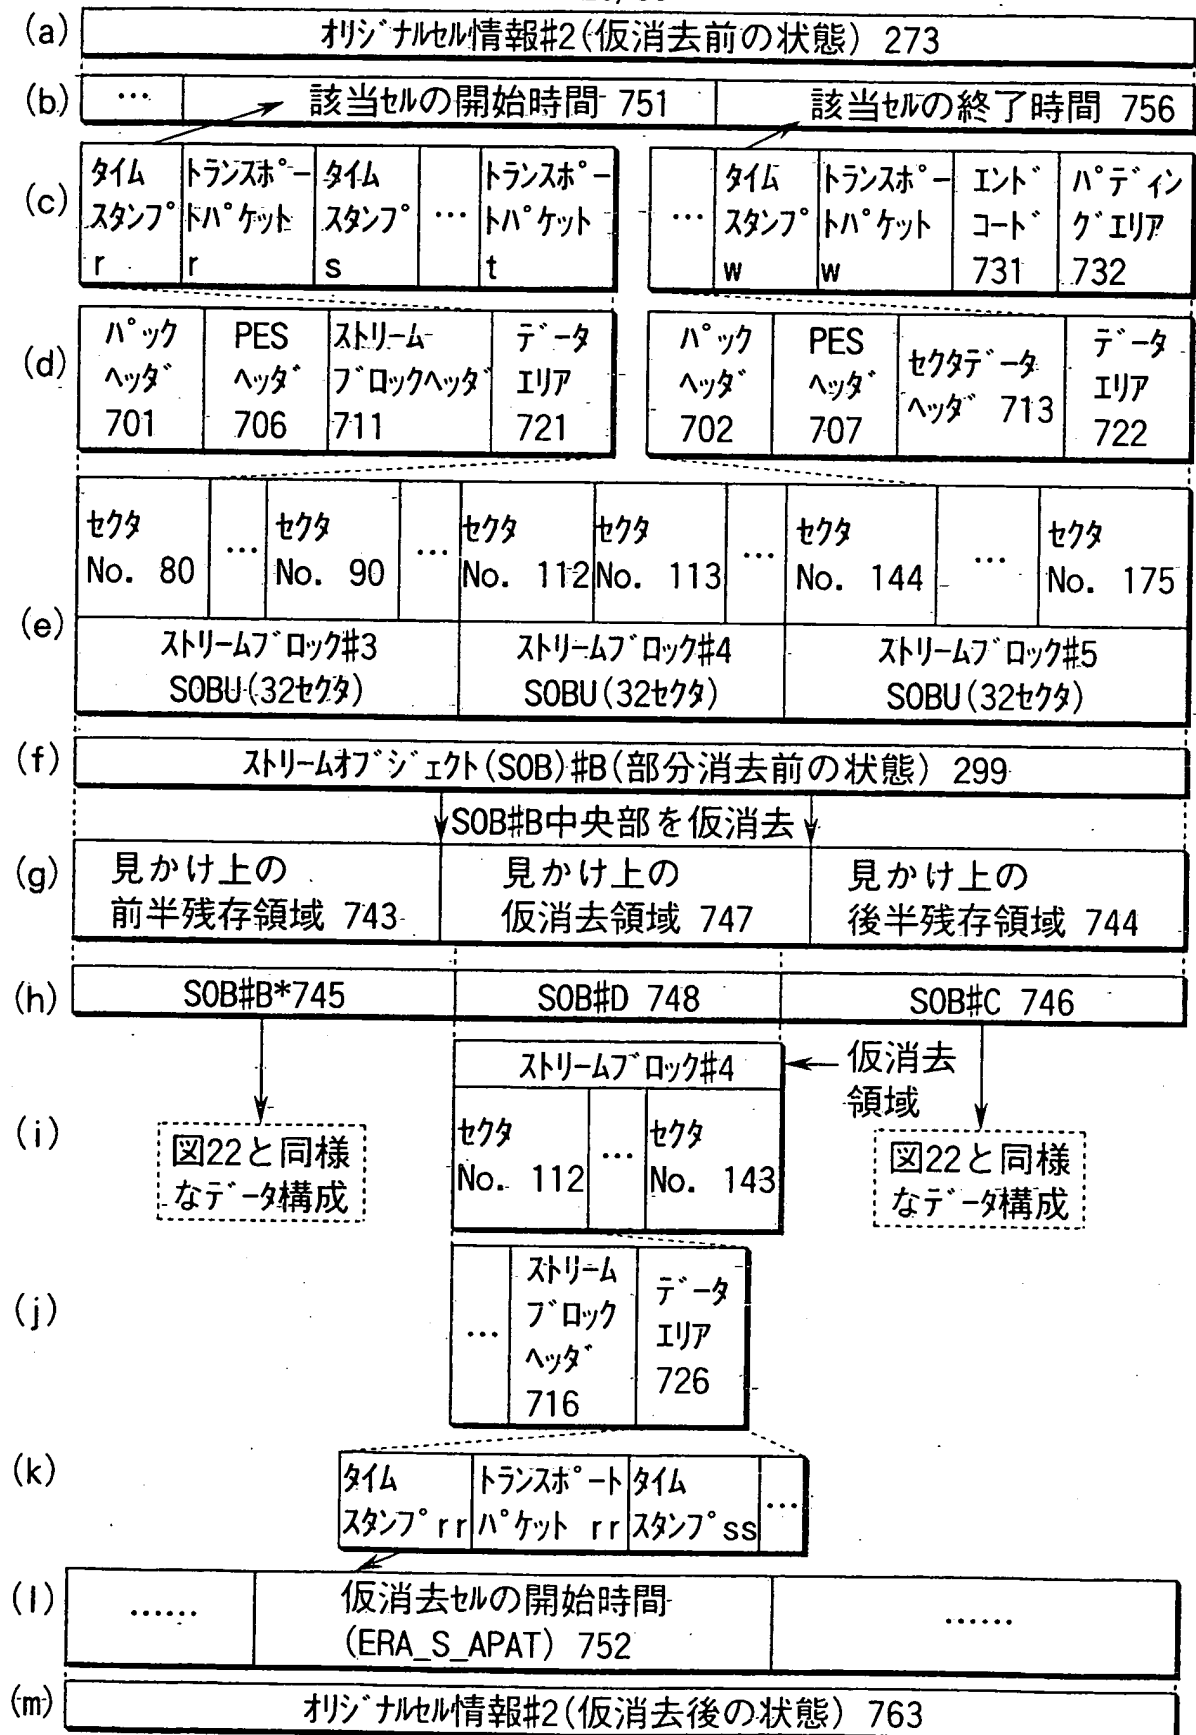 (a) オリジナルセル情報#2(仮消去前の状態) 273
(b) … 該当セルの開始時間 751 該当セルの終了時間 756
(c)
タイム
スタンプ
r
トランスポー
トパケット
r
タイム
スタンプ
s
…
トランスポー
トパケット
t
…
タイム
スタンプ
w
トランスポー
トパケット
w
エンド
コード
731
パディン
グエリア
732
(d)
パック
ヘッダ
701
PES
ヘッダ
706
ストリーム
ブロックヘッダ
711
データ
エリア
721
パック
ヘッダ
702
PES
ヘッダ
707
セクタデータ
ヘッダ 713
データ
エリア
722
(e)
セクタ
No. 80
…
セクタ
No. 90
…
セクタ
No. 112
セクタ
No. 113
…
セクタ
No. 144
…
セクタ
No. 175
ストリームブロック#3
SOBU(32セクタ)
ストリームブロック#4
SOBU(32セクタ)
ストリームブロック#5
SOBU(32セクタ)
(f) ストリームオブジェクト(SOB)#B(部分消去前の状態) 299
SOB#B中央部を仮消去
(g)
見かけ上の
前半残存領域 743
見かけ上の
仮消去領域 747
見かけ上の
後半残存領域 744
(h) SOB#B*745 SOB#D 748 SOB#C 746
(i)
ストリームブロック#4
仮消去
領域
セクタ
No. 112
…
セクタ
No. 143
図22と同様
なデータ構成
図22と同様
なデータ構成
(j)
…
ストリーム
ブロック
ヘッダ
716
データ
エリア
726
(k)
タイム
スタンプrr
トランスポート
パケット rr
タイム
スタンプss
…
(l)
……
仮消去セルの開始時間
(ERA_S_APAT) 752
……
(m) オリジナルセル情報#2(仮消去後の状態) 763